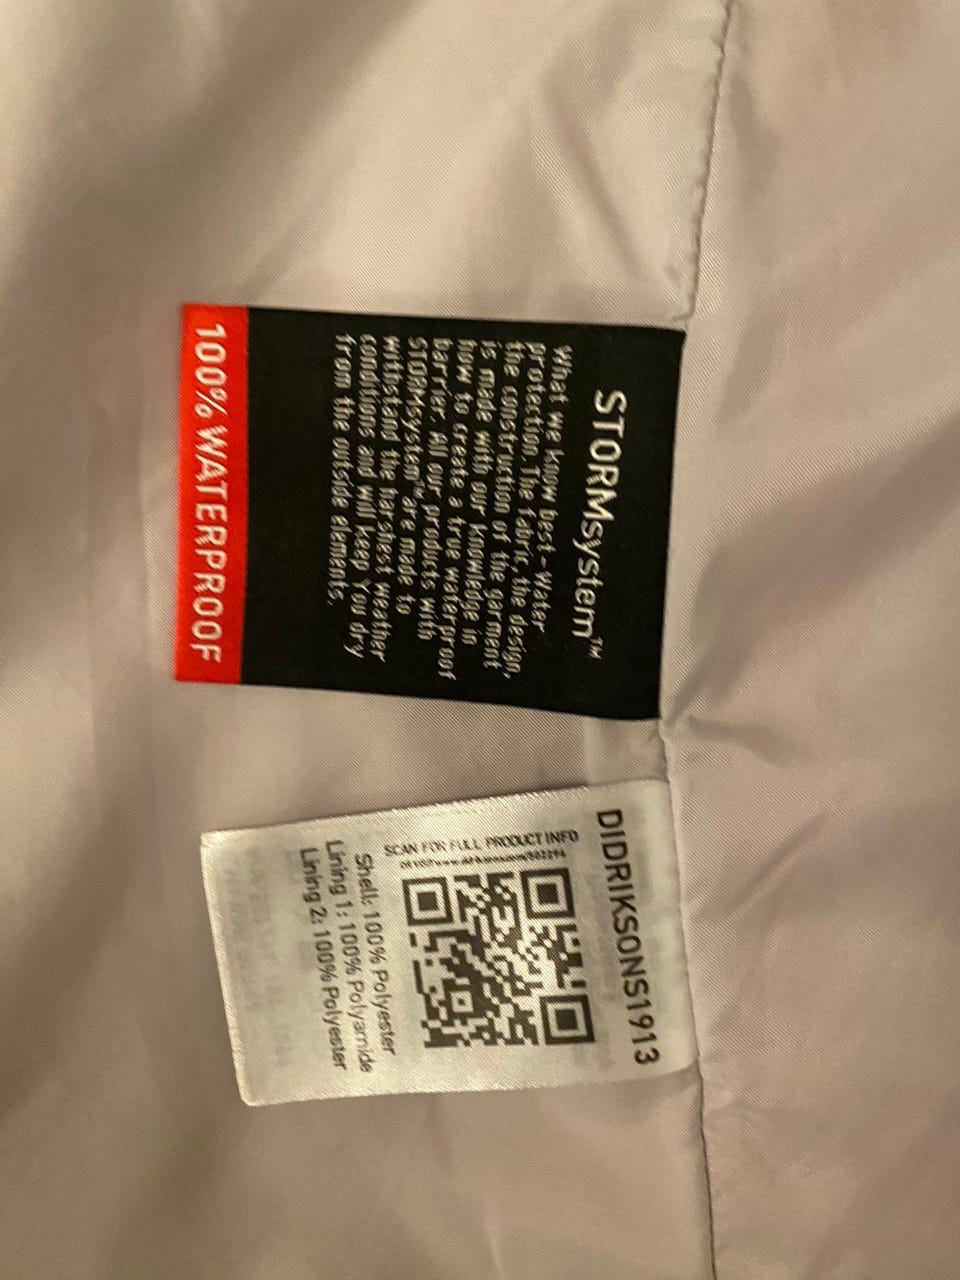 STORMsystem™
What we know best - Water
protection. The fabric, the design,
the construction of the garment
is made with our knowledge in
how to create a true waterproof
barrier. All our products with
STORMsystem™ are made to
withstand the harshest weather
conditions and will keep you dry
from the outside elements.
100% WATERPROOF
DIDRIKSONS1913
SCAN FOR FULL PRODUCT INFO
Shell: 100% Polyester
Lining 1: 100% Polyamide
Lining 2: 100% Polyester